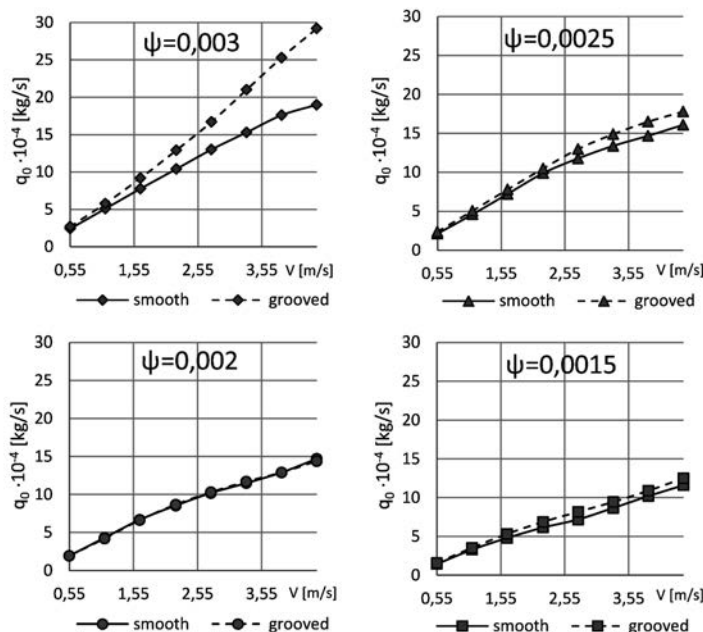 ψ=0,003
q₀ ·10⁻⁴ [kg/s]
30
25
20
15
10
5
0
0,55 1,55 2,55 3,55 V [m/s]
smooth grooved
ψ=0,0025
q₀ ·10⁻⁴ [kg/s]
30
25
20
15
10
5
0
0,55 1,55 2,55 3,55 V [m/s]
smooth grooved
ψ=0,002
q₀ ·10⁻⁴ [kg/s]
30
25
20
15
10
5
0
0,55 1,55 2,55 3,55 V [m/s]
smooth grooved
ψ=0,0015
q₀ ·10⁻⁴ [kg/s]
30
25
20
15
10
5
0
0,55 1,55 2,55 3,55 V [m/s]
smooth grooved